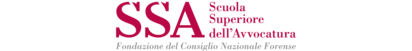 SSA
Scuola
Superiore
dell'Avvocatura
Fondazione del Consiglio Nazionale Forense